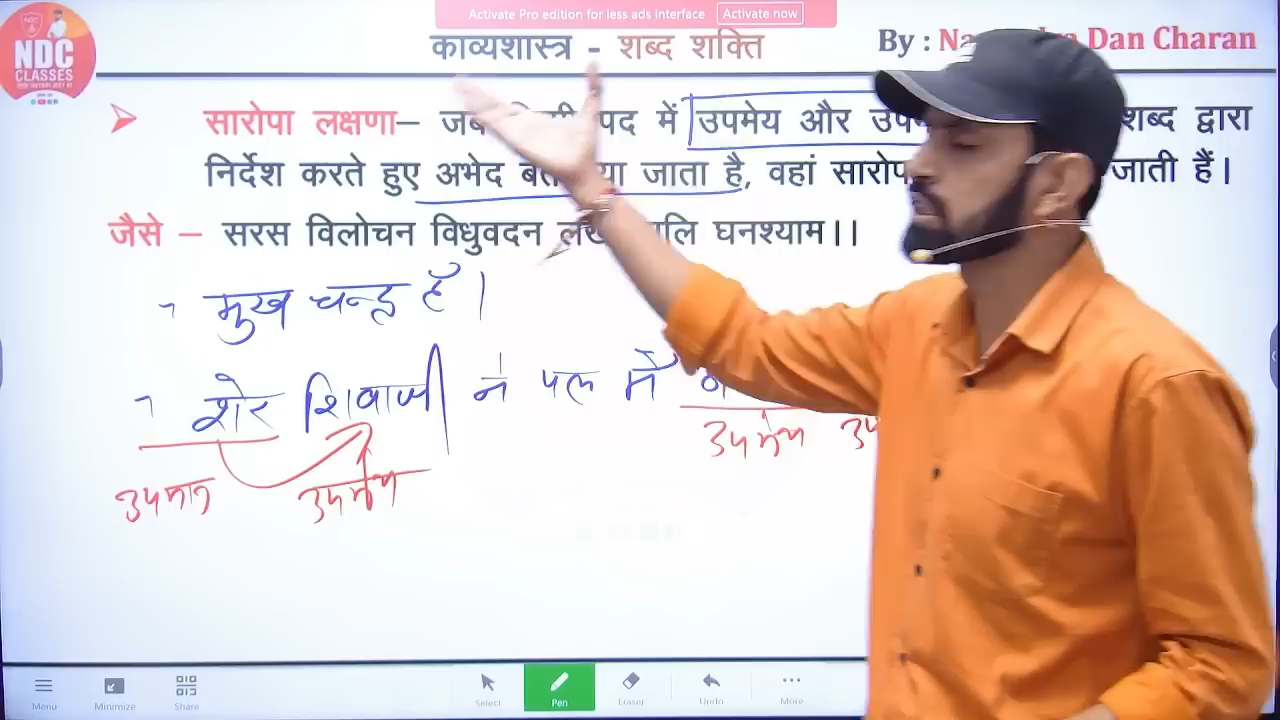 Activate Pro edition for less ads interface Activate now
NDC
CLASSES
काव्यशास्त्र - शब्द शक्ति
By : Dan Charan
सारोपा लक्षणा– पद में उपमेय और शब्द द्वारा
निर्देश करते हुए अभेद जाता है, वहां जाती हैं।
जैसे – सरस विलोचन विधुवदन घनश्याम।।
मुख चन्द्र है।
शेर शिवाजी ने पल में
उपमेय
उपमान उपमेय
Menu Minimize Share Select Pen Eraser Undo More